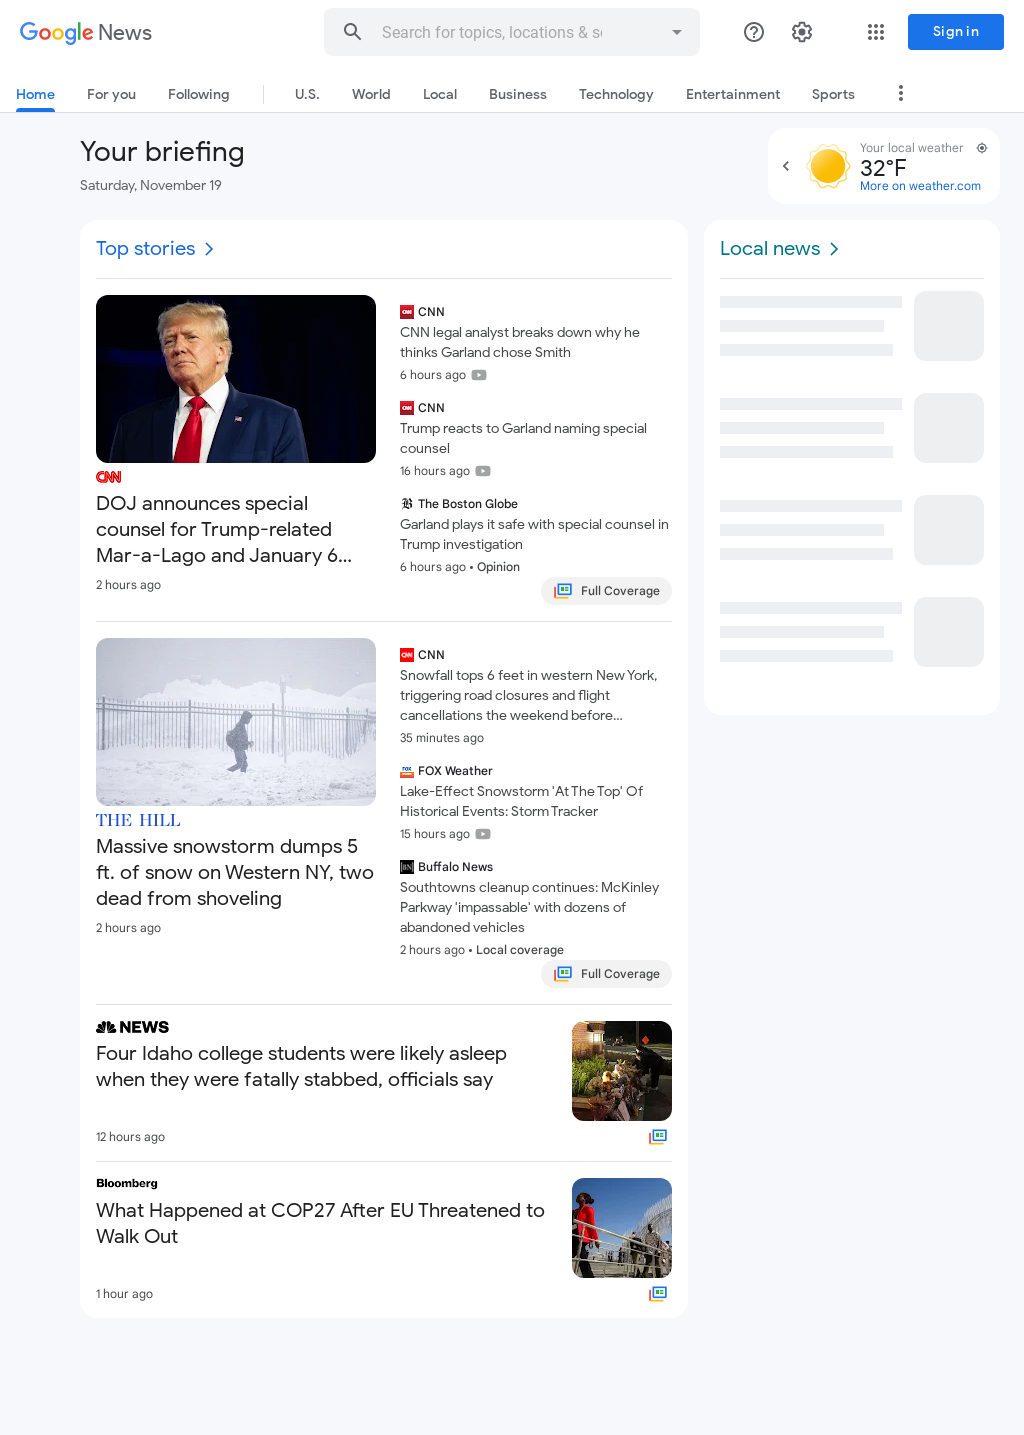 Google News
Search for topics, locations & s
Sign in
Home
For you
Following
U.S.
World
Local
Business
Technology
Entertainment
Sports
Your briefing
Saturday, November 19
Your local weather
32°F
More on weather.com
Top stories
CNN
DOJ announces special
counsel for Trump-related
Mar-a-Lago and January 6...
2 hours ago
CNN
CNN
CNN legal analyst breaks down why he
thinks Garland chose Smith
6 hours ago
CNN
CNN
Trump reacts to Garland naming special
counsel
16 hours ago
The Boston Globe
Garland plays it safe with special counsel in
Trump investigation
6 hours ago • Opinion
Full Coverage
THE HILL
Massive snowstorm dumps 5
ft. of snow on Western NY, two
dead from shoveling
2 hours ago
CNN
CNN
Snowfall tops 6 feet in western New York,
triggering road closures and flight
cancellations the weekend before...
35 minutes ago
FOX Weather
Lake-Effect Snowstorm 'At The Top' Of
Historical Events: Storm Tracker
15 hours ago
BN
Buffalo News
Southtowns cleanup continues: McKinley
Parkway 'impassable' with dozens of
abandoned vehicles
2 hours ago • Local coverage
Full Coverage
NEWS
Four Idaho college students were likely asleep
when they were fatally stabbed, officials say
12 hours ago
Bloomberg
What Happened at COP27 After EU Threatened to
Walk Out
1 hour ago
Local news